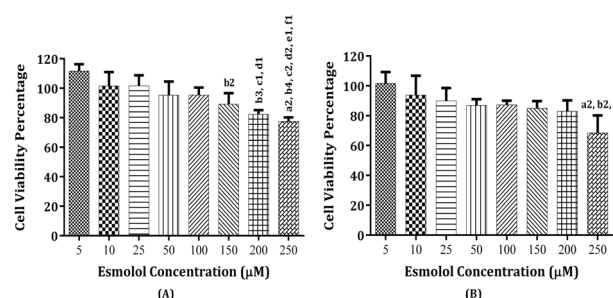 Cell Viability Percentage
120
100
80
60
40
20
0
b2
b3, c1, d1
a2, b4, c2, d2, e1, f1
5 10 25 50 100 150 200 250
Esmolol Concentration (μM)
(A)
Cell Viability Percentage
120
100
80
60
40
20
0
a2, b2,
5 10 25 50 100 150 200 250
Esmolol Concentration (μM)
(B)